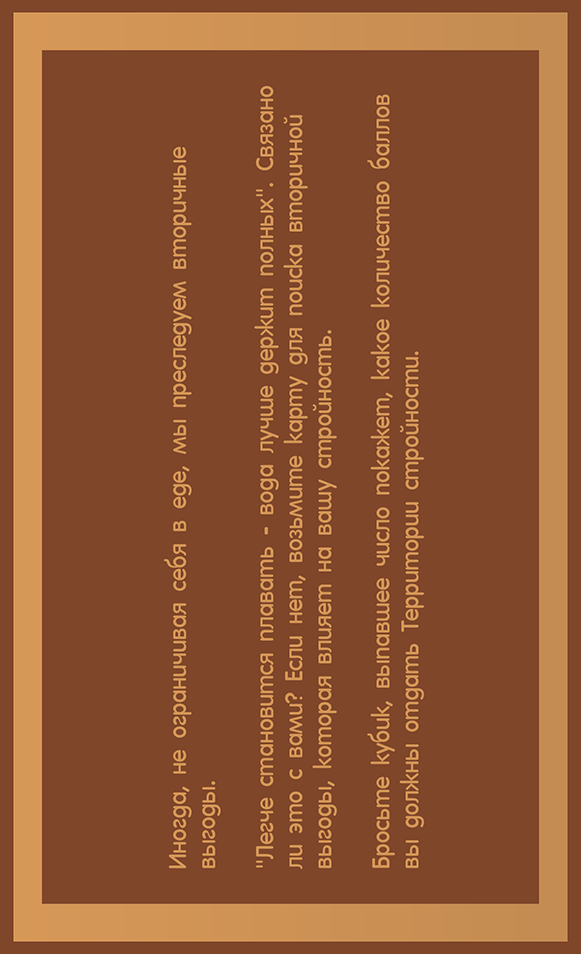 Иногда, не ограничивая себя в еде, мы преследуем вторичные
выгоды.
"Легче становится плавать - вода лучше держит полных". Связано
ли это с вами? Если нет, возьмите карту для поиска вторичной
выгоды, которая влияет на вашу стройность.
Бросьте кубик, выпавшее число покажет, какое количество баллов
вы должны отдать Территории стройности.